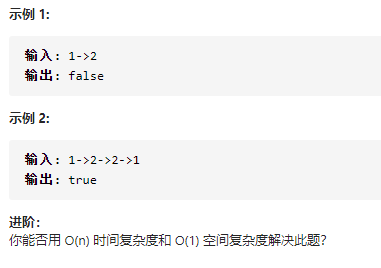 示例 1:
输入: 1->2
输出: false
示例 2:
输入: 1->2->2->1
输出: true
进阶：
你能否用 O(n) 时间复杂度和 O(1) 空间复杂度解决此题？